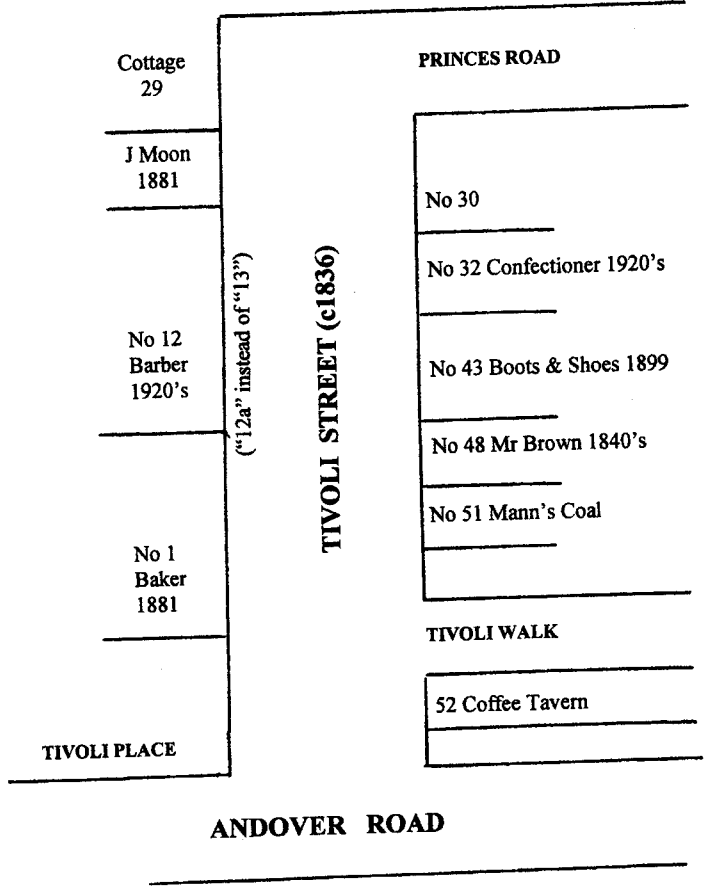 Cottage
29
PRINCES ROAD
J Moon
1881
No 30
No 32 Confectioner 1920's
("12a" instead of "13")
TIVOLI STREET (c1836)
No 12
Barber
1920's
No 43 Boots & Shoes 1899
No 48 Mr Brown 1840's
No 51 Mann's Coal
No 1
Baker
1881
TIVOLI WALK
52 Coffee Tavern
TIVOLI PLACE
ANDOVER ROAD